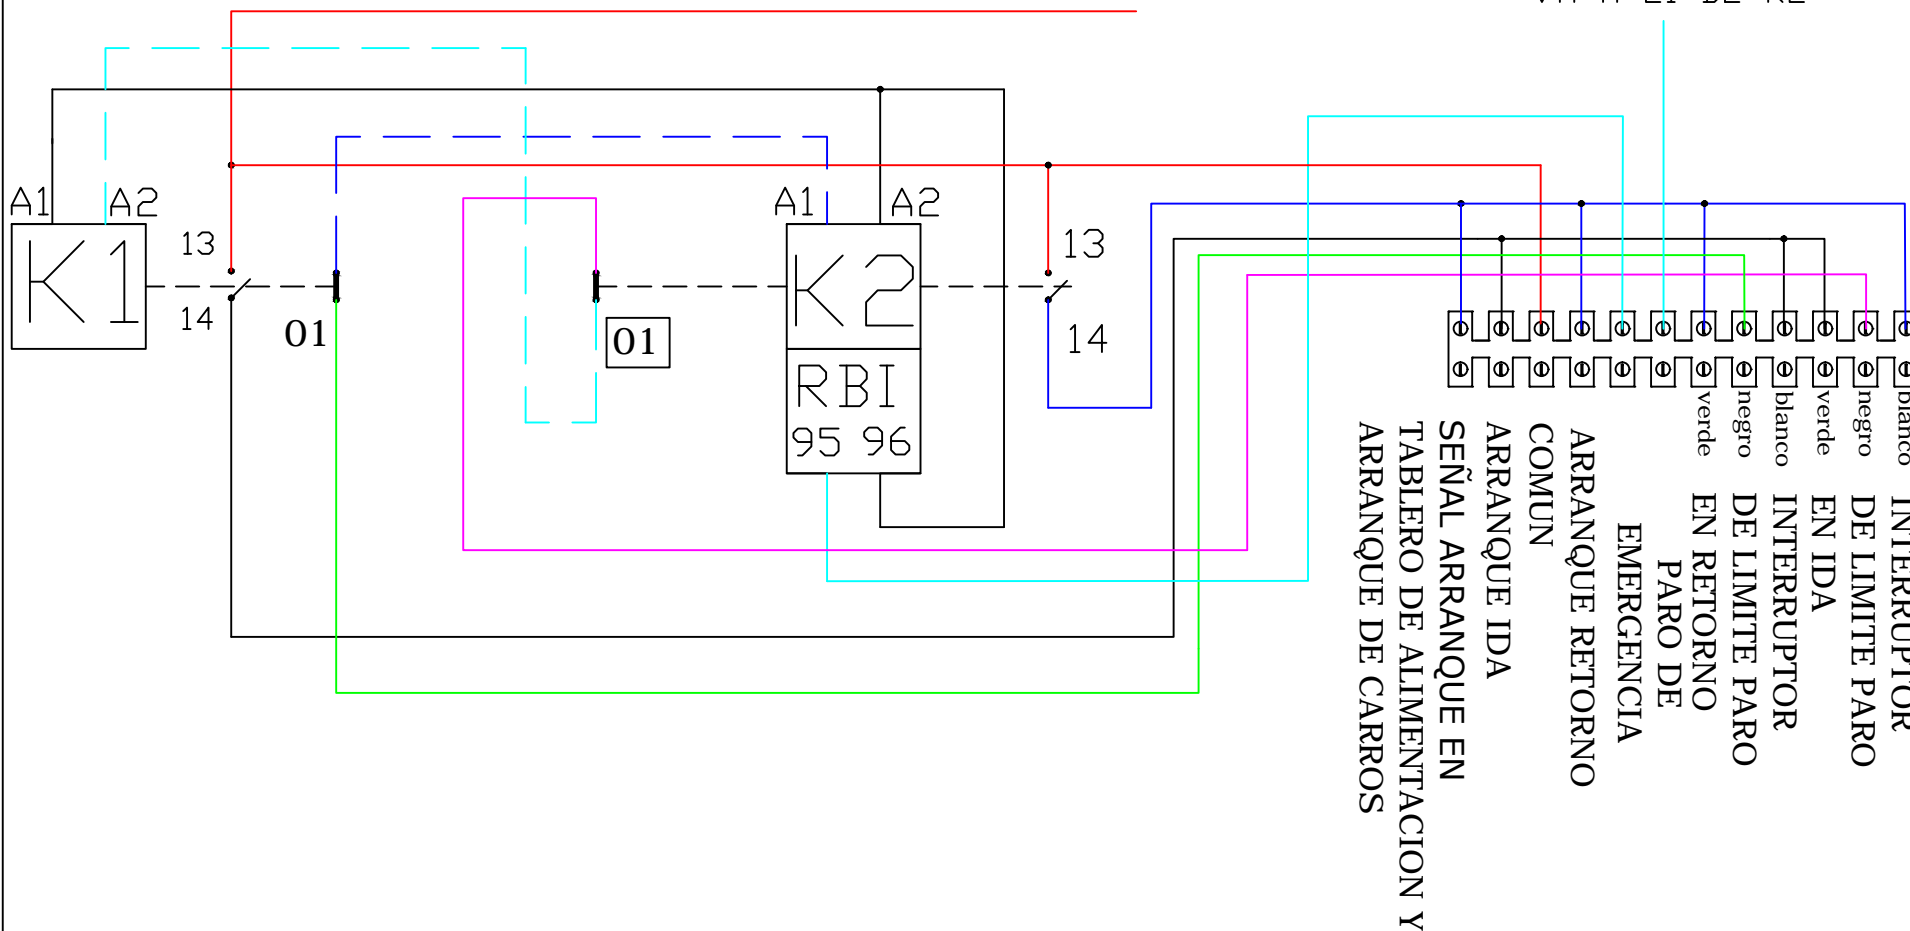 A1
A2
K1
13
14
01
01
A1
A2
K2
RBI
95 96
13
14
verde
negro
blanco
verde
negro
blanco
INTERRUPTOR
DE LIMITE PARO
EN IDA
INTERRUPTOR
DE LIMITE PARO
EN RETORNO
PARO DE
EMERGENCIA
ARRANQUE RETORNO
COMUN
ARRANQUE IDA
SEÑAL ARRANQUE EN
TABLERO DE ALIMENTACION Y
ARRANQUE DE CARROS